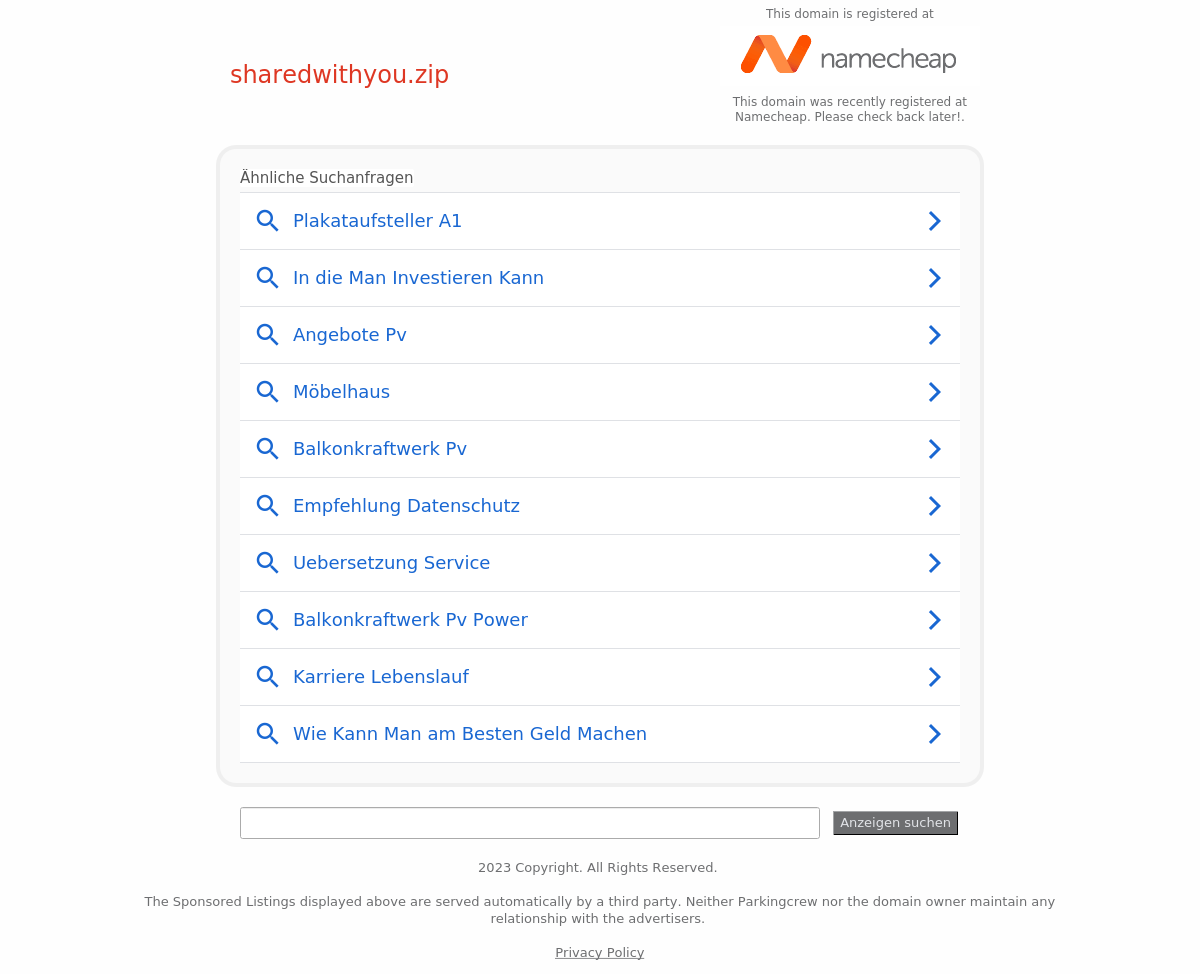 This domain is registered at
namecheap
sharedwithyou.zip
This domain was recently registered at
Namecheap. Please check back later!.
Ähnliche Suchanfragen
Plakataufsteller A1
In die Man Investieren Kann
Angebote Pv
Möbelhaus
Balkonkraftwerk Pv
Empfehlung Datenschutz
Uebersetzung Service
Balkonkraftwerk Pv Power
Karriere Lebenslauf
Wie Kann Man am Besten Geld Machen
Anzeigen suchen
2023 Copyright. All Rights Reserved.
The Sponsored Listings displayed above are served automatically by a third party. Neither Parkingcrew nor the domain owner maintain any
relationship with the advertisers.
Privacy Policy